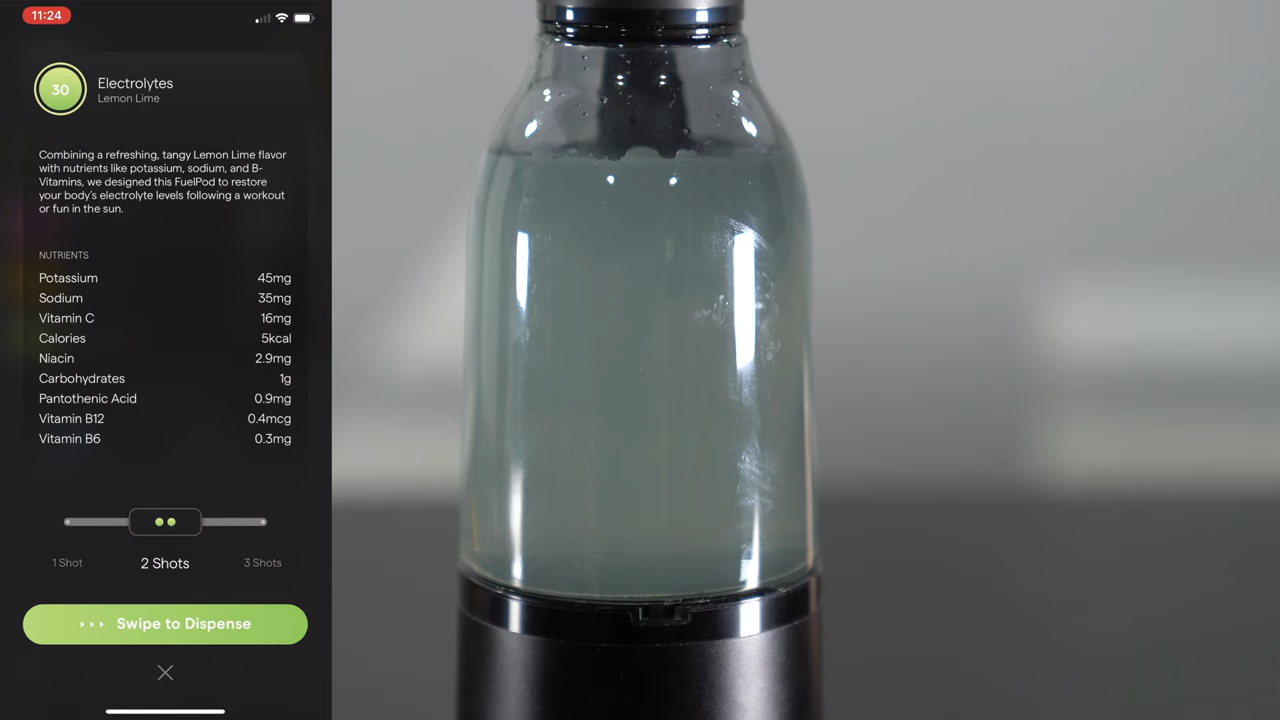 11:24
30
Electrolytes
Lemon Lime
Combining a refreshing, tangy Lemon Lime flavor
with nutrients like potassium, sodium, and B-
Vitamins, we designed this FuelPod to restore
your body's electrolyte levels following a workout
or fun in the sun.
NUTRIENTS
Potassium 45mg
Sodium 35mg
Vitamin C 16mg
Calories 5kcal
Niacin 2.9mg
Carbohydrates 1g
Pantothenic Acid 0.9mg
Vitamin B12 0.4mcg
Vitamin B6 0.3mg
1 Shot 2 Shots 3 Shots
Swipe to Dispense